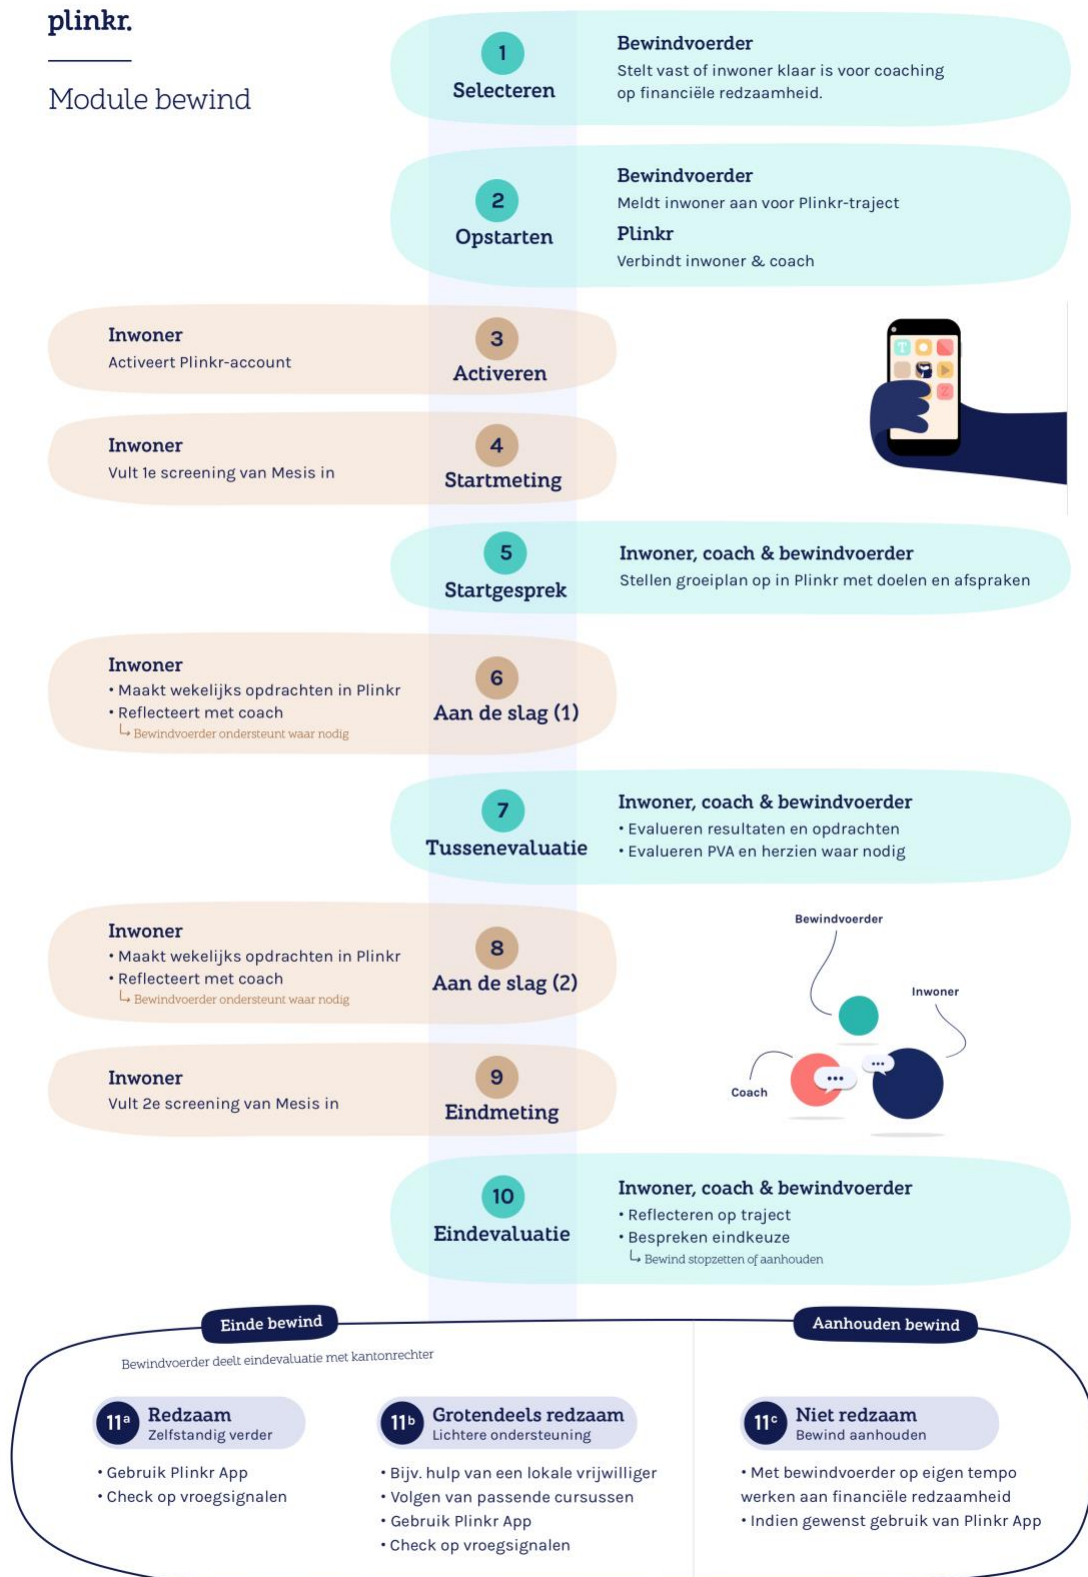 plinkr.
Module bewind
1
Selecteren
Bewindvoerder
Stelt vast of inwoner klaar is voor coaching
op financiële redzaamheid.
2
Opstarten
Bewindvoerder
Meldt inwoner aan voor Plinkr-traject
Plinkr
Verbindt inwoner & coach
Inwoner
Activeert Plinkr-account
3
Activeren
T
Z
Inwoner
Vult 1e screening van Mesis in
4
Startmeting
5
Startgesprek
Inwoner, coach & bewindvoerder
Stellen groeiplan op in Plinkr met doelen en afspraken
Inwoner
• Maakt wekelijks opdrachten in Plinkr
• Reflecteert met coach
↳ Bewindvoerder ondersteunt waar nodig
6
Aan de slag (1)
7
Tussenevaluatie
Inwoner, coach & bewindvoerder
• Evalueren resultaten en opdrachten
• Evalueren PVA en herzien waar nodig
Inwoner
• Maakt wekelijks opdrachten in Plinkr
• Reflecteert met coach
↳ Bewindvoerder ondersteunt waar nodig
8
Aan de slag (2)
Bewindvoerder
Inwoner
Coach
Inwoner
Vult 2e screening van Mesis in
9
Eindmeting
10
Eindevaluatie
Inwoner, coach & bewindvoerder
• Reflecteren op traject
• Bespreken eindkeuze
↳ Bewind stopzetten of aanhouden
Einde bewind
Bewindvoerder deelt eindevaluatie met kantonrechter
11ᵃ Redzaam
Zelfstandig verder
• Gebruik Plinkr App
• Check op vroegsignalen
11ᵇ Grotendeels redzaam
Lichtere ondersteuning
• Bijv. hulp van een lokale vrijwilliger
• Volgen van passende cursussen
• Gebruik Plinkr App
• Check op vroegsignalen
Aanhouden bewind
11ᶜ Niet redzaam
Bewind aanhouden
• Met bewindvoerder op eigen tempo
werken aan financiële redzaamheid
• Indien gewenst gebruik van Plinkr App